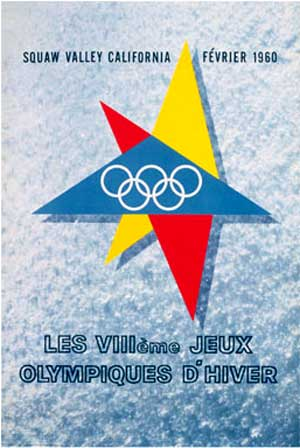 SQUAW VALLEY CALIFORNIA FÉVRIER 1960
LES VIIIème JEUX
OLYMPIQUES D'HIVER